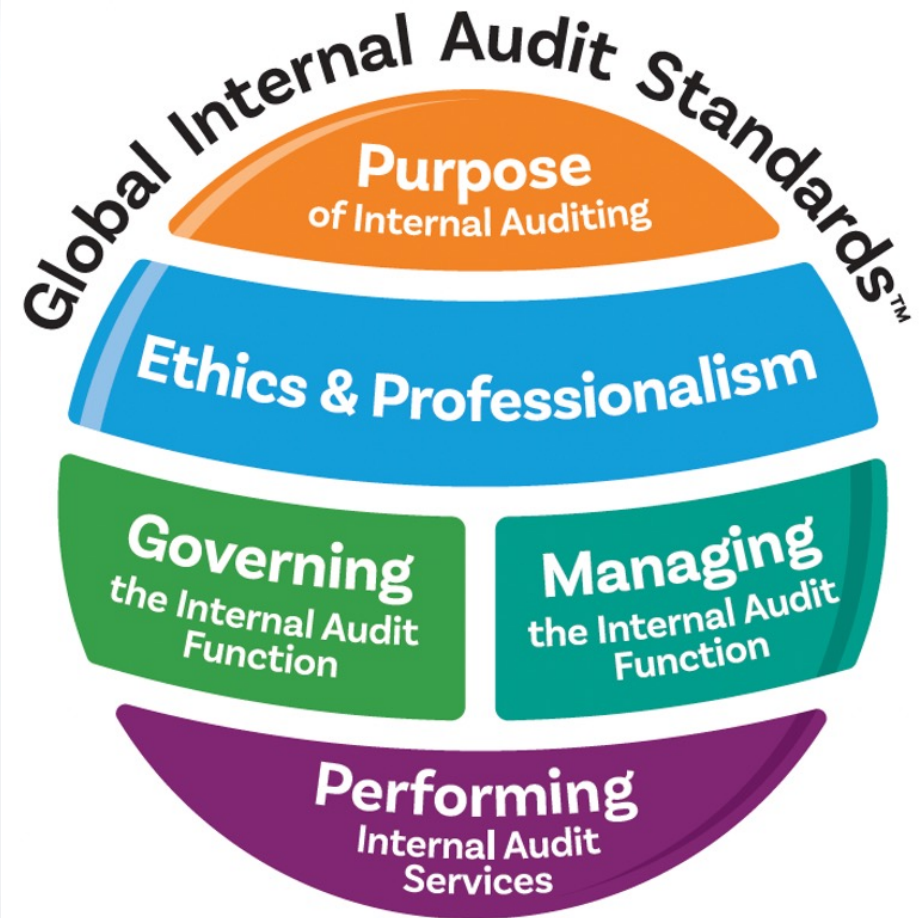 Global Internal Audit Standards™
Purpose
of Internal Auditing
Ethics & Professionalism
Governing
the Internal Audit
Function
Managing
the Internal Audit
Function
Performing
Internal Audit
Services